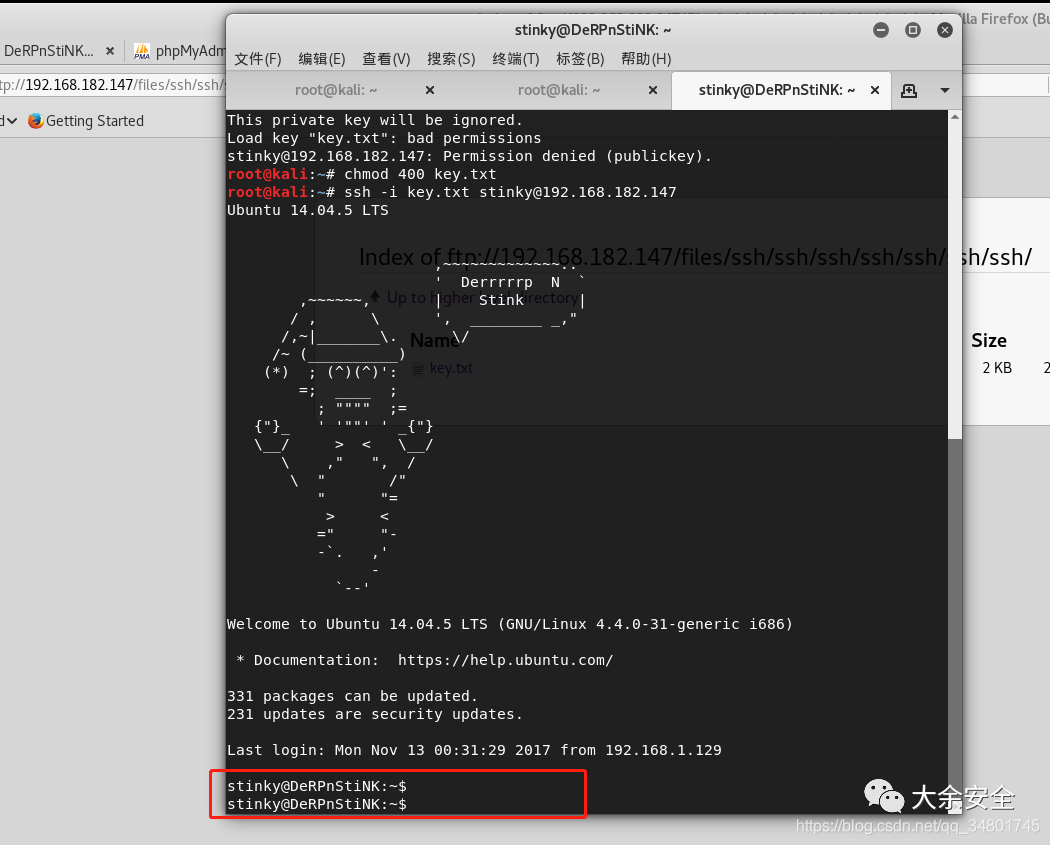 stinky@DeRPnStiNK: ~
lla Firefox (Bu
DeRPnStiNK...
phpMyAdm
文件(F) 编辑(E) 查看(V) 搜索(S) 终端(T) 标签(B) 帮助(H)
tp://192.168.182.147/files/ssh/ssh/s
root@kali: ~ root@kali: ~ stinky@DeRPnStiNK: ~
Getting Started
This private key will be ignored.
Load key "key.txt": bad permissions
stinky@192.168.182.147: Permission denied (publickey).
root@kali:~# chmod 400 key.txt
root@kali:~# ssh -i key.txt stinky@192.168.182.147
Ubuntu 14.04.5 LTS
Index of ftp://192.168.182.147/files/ssh/ssh/ssh/ssh/ssh/ssh/ssh/
Derrrrrp N
Stink
Up to higher level directory
Name Size
key.txt 2 KB 2
Welcome to Ubuntu 14.04.5 LTS (GNU/Linux 4.4.0-31-generic i686)
* Documentation: https://help.ubuntu.com/
331 packages can be updated.
231 updates are security updates.
Last login: Mon Nov 13 00:31:29 2017 from 192.168.1.129
stinky@DeRPnStiNK:~$
stinky@DeRPnStiNK:~$
大余安全
https://blog.csdn.net/qq_34801745